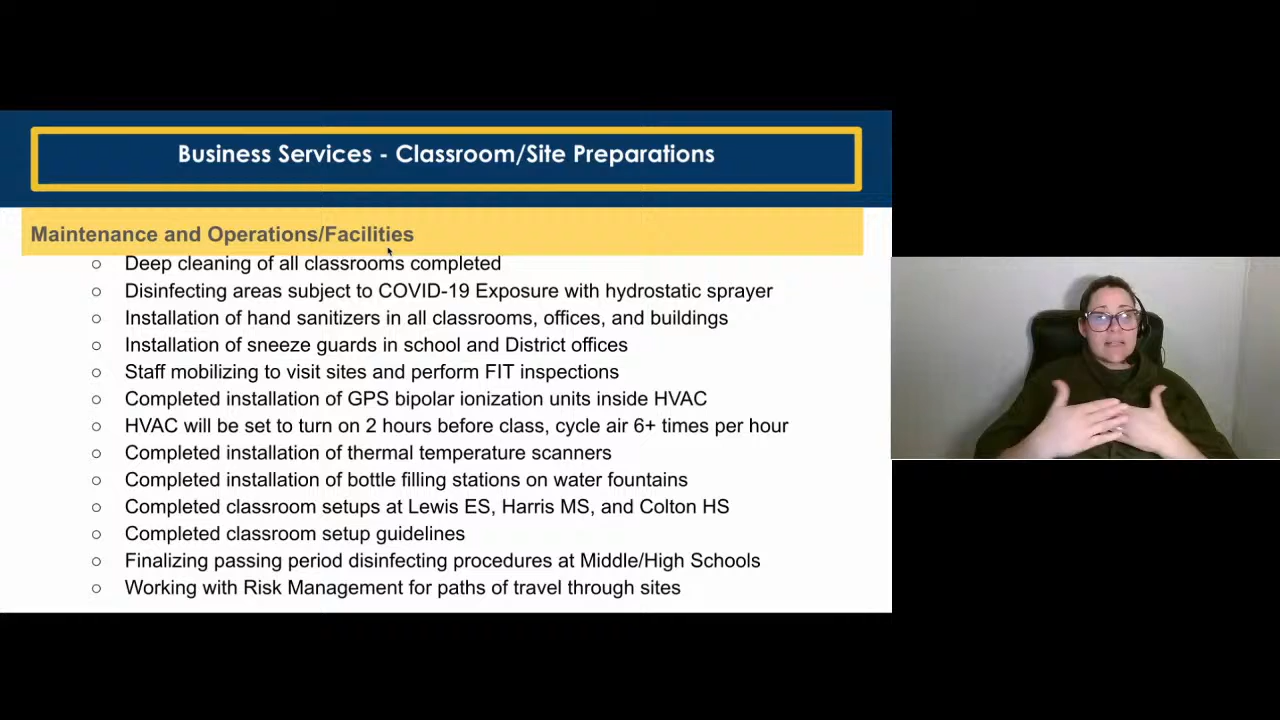 Business Services - Classroom/Site Preparations
Maintenance and Operations/Facilities
○ Deep cleaning of all classrooms completed
○ Disinfecting areas subject to COVID-19 Exposure with hydrostatic sprayer
○ Installation of hand sanitizers in all classrooms, offices, and buildings
○ Installation of sneeze guards in school and District offices
○ Staff mobilizing to visit sites and perform FIT inspections
○ Completed installation of GPS bipolar ionization units inside HVAC
○ HVAC will be set to turn on 2 hours before class, cycle air 6+ times per hour
○ Completed installation of thermal temperature scanners
○ Completed installation of bottle filling stations on water fountains
○ Completed classroom setups at Lewis ES, Harris MS, and Colton HS
○ Completed classroom setup guidelines
○ Finalizing passing period disinfecting procedures at Middle/High Schools
○ Working with Risk Management for paths of travel through sites